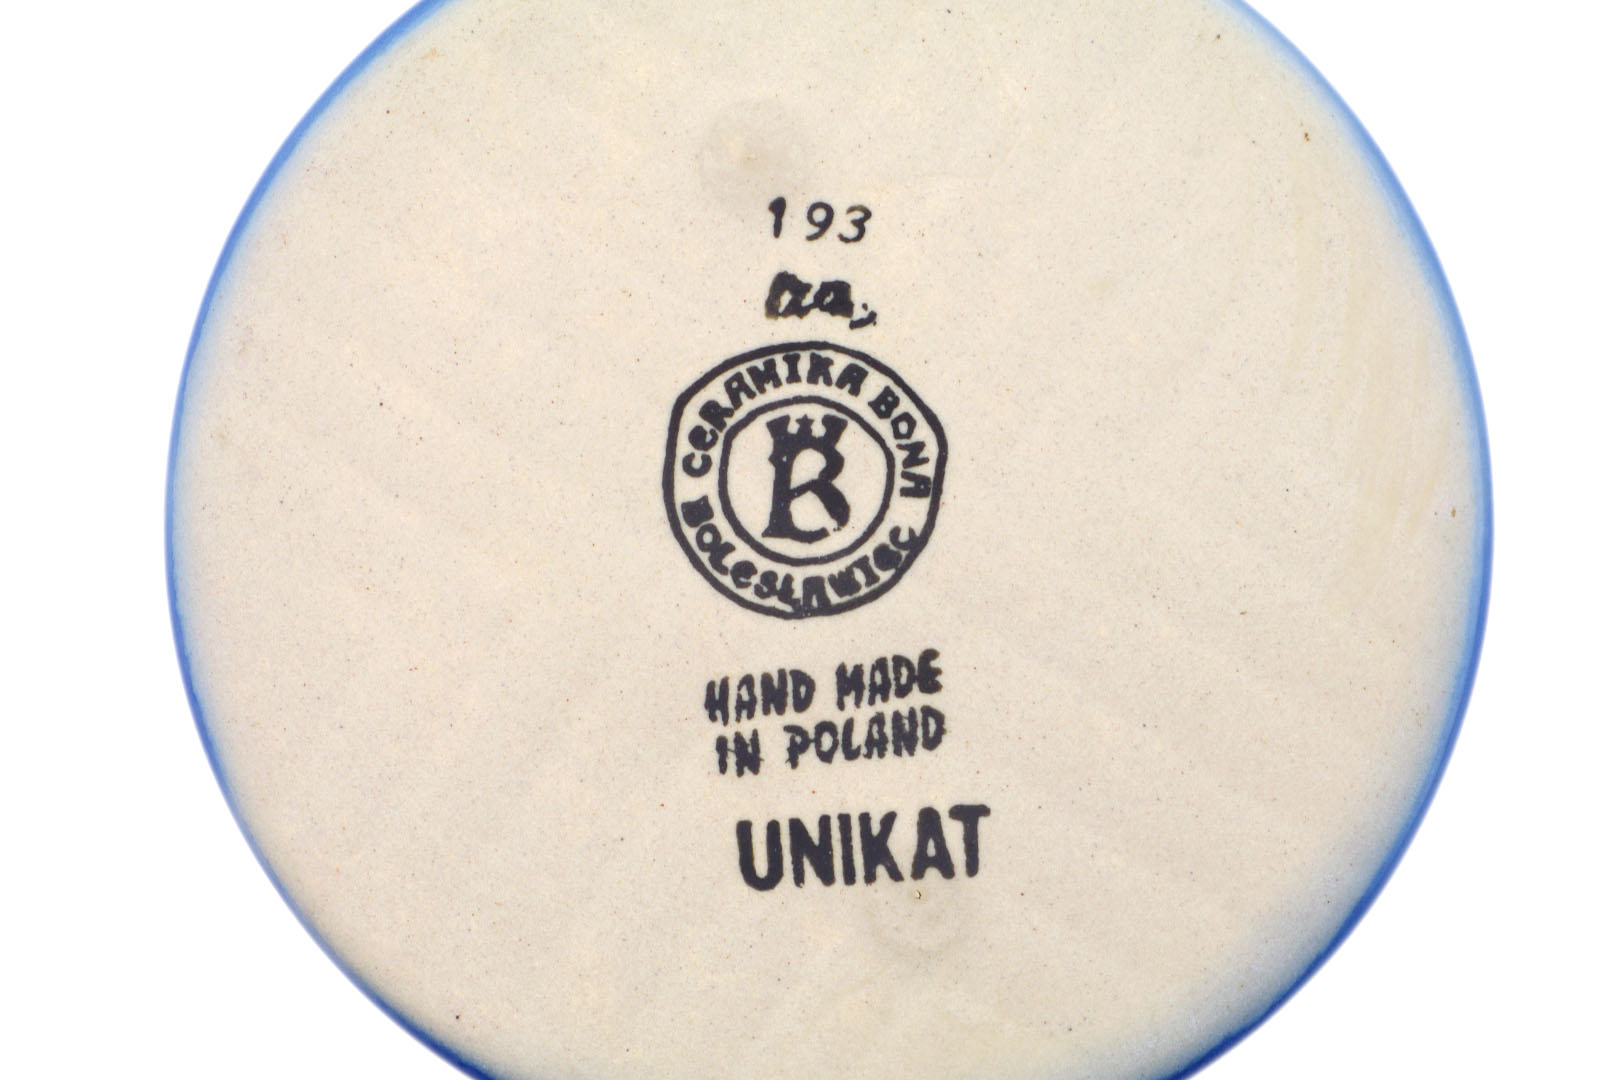 193
CERAMIKA BONA
B
BOLESŁAWIEC
HAND MADE
IN POLAND
UNIKAT